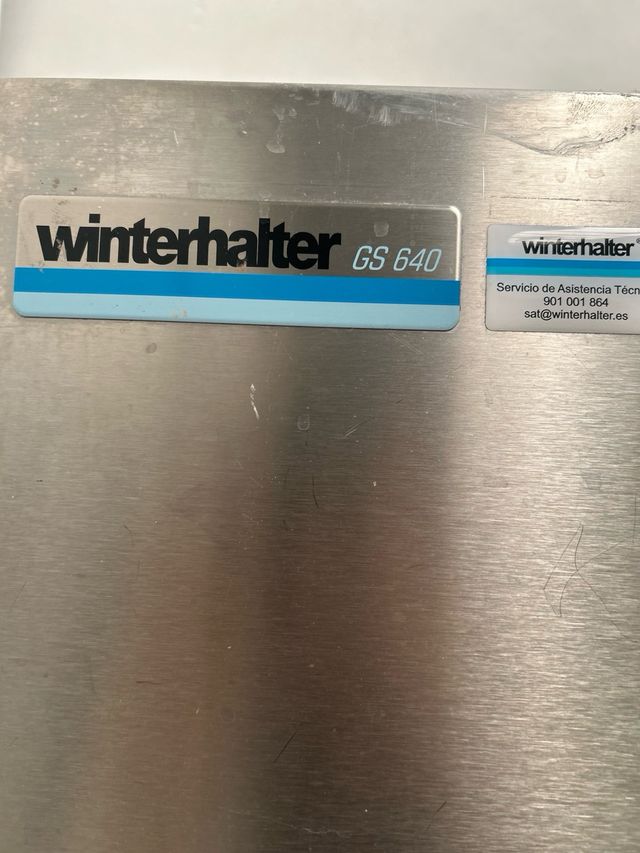 winterhalter GS 640
winterhalter®
Servicio de Asistencia Técn
901 001 864
sat@winterhalter.es